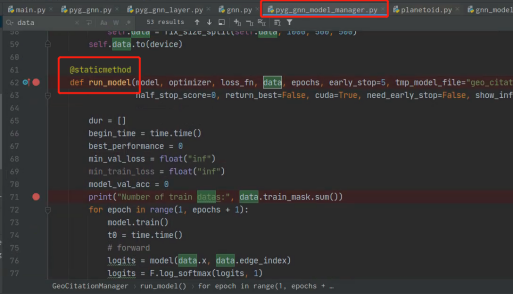 main.py × pyg_gnn.py × pyg_gnn_layer.py × gnn.py × pyg_gnn_model_manager.py × planetoid.py ×
data 53 results
58 self.data = fix_size_split(self.data, 1000, 500, 500)
59 self.data.to(device)
60
61 @staticmethod
62 def run_model(model, optimizer, loss_fn, data, epochs, early_stop=5, tmp_model_file="geo_citat
63 half_stop_score=0, return_best=False, cuda=True, need_early_stop=False, show_inf
64
65 dur = []
66 begin_time = time.time()
67 best_performance = 0
68 min_val_loss = float("inf")
69 min_train_loss = float("inf")
70 model_val_acc = 0
71 print("Number of train datas:", data.train_mask.sum())
72 for epoch in range(1, epochs + 1):
73 model.train()
74 t0 = time.time()
75 # forward
76 logits = model(data.x, data.edge_index)
77 logits = F.log_softmax(logits, 1)
GeoCitationManager › run_model() › for epoch in range(1, epochs + …